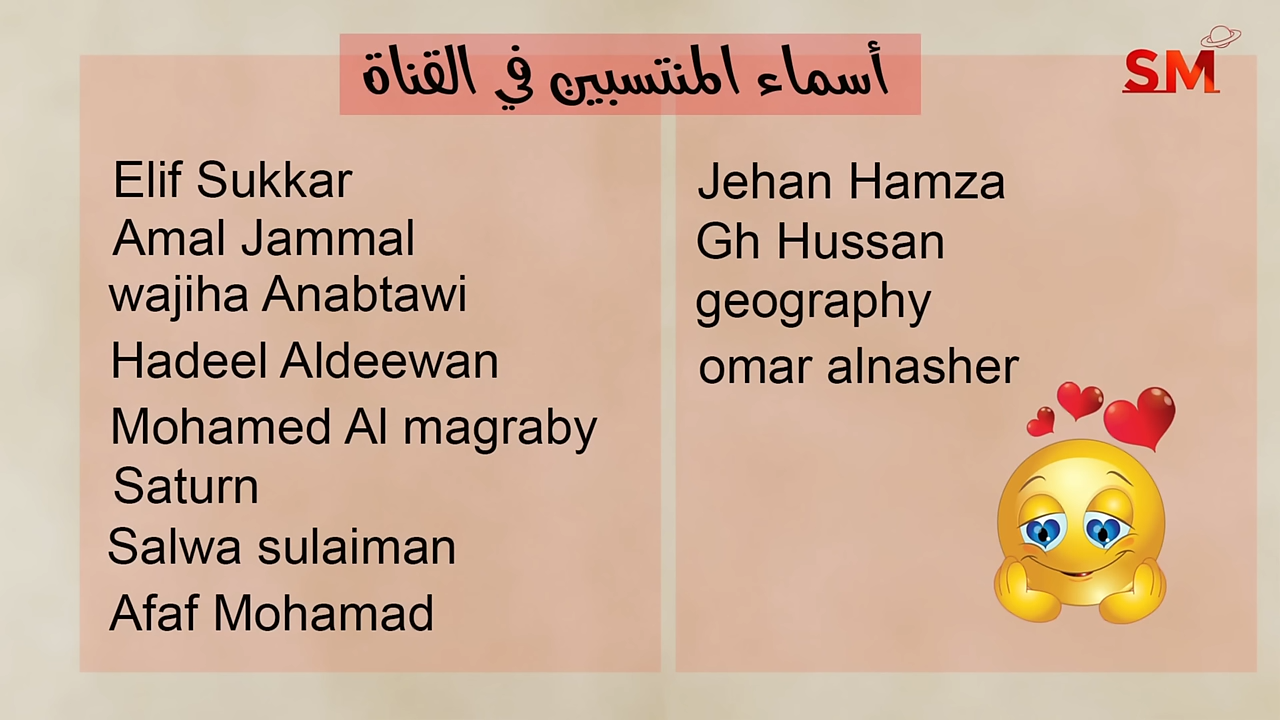 أسماء المنتسبين في القناة
SM
Elif Sukkar
Amal Jammal
wajiha Anabtawi
Hadeel Aldeewan
Mohamed Al magraby
Saturn
Salwa sulaiman
Afaf Mohamad
Jehan Hamza
Gh Hussan
geography
omar alnasher